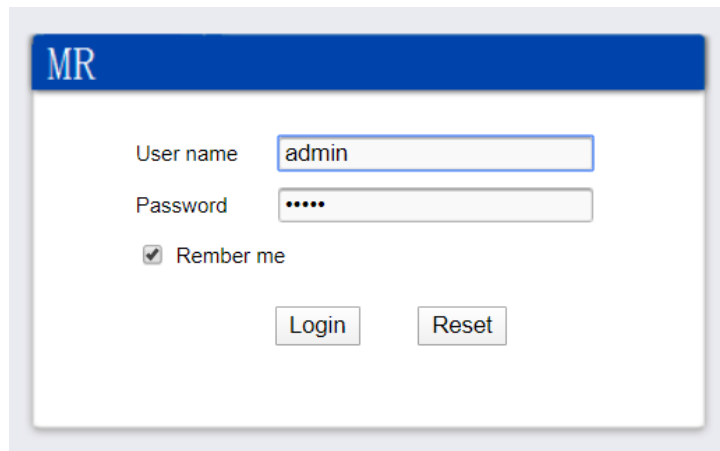 MR
User name admin
Password •••••
Rember me
Login Reset